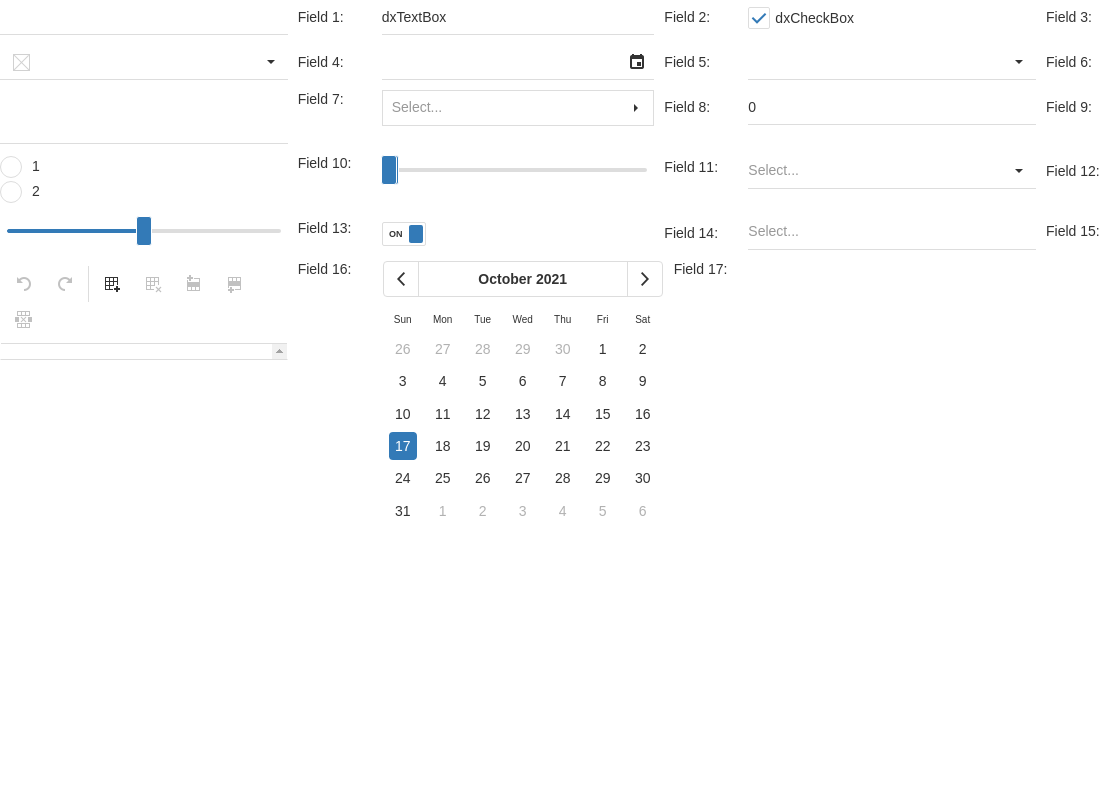 Field 1: dxTextBox Field 2: dxCheckBox Field 3:
Field 4: Field 5: Field 6:
Field 7: Select... Field 8: 0 Field 9:
1
2
Field 10: Field 11: Select... Field 12:
Field 13: ON Field 14: Select... Field 15:
Field 16: October 2021 Field 17:
Sun Mon Tue Wed Thu Fri Sat
26 27 28 29 30 1 2
3 4 5 6 7 8 9
10 11 12 13 14 15 16
17 18 19 20 21 22 23
24 25 26 27 28 29 30
31 1 2 3 4 5 6